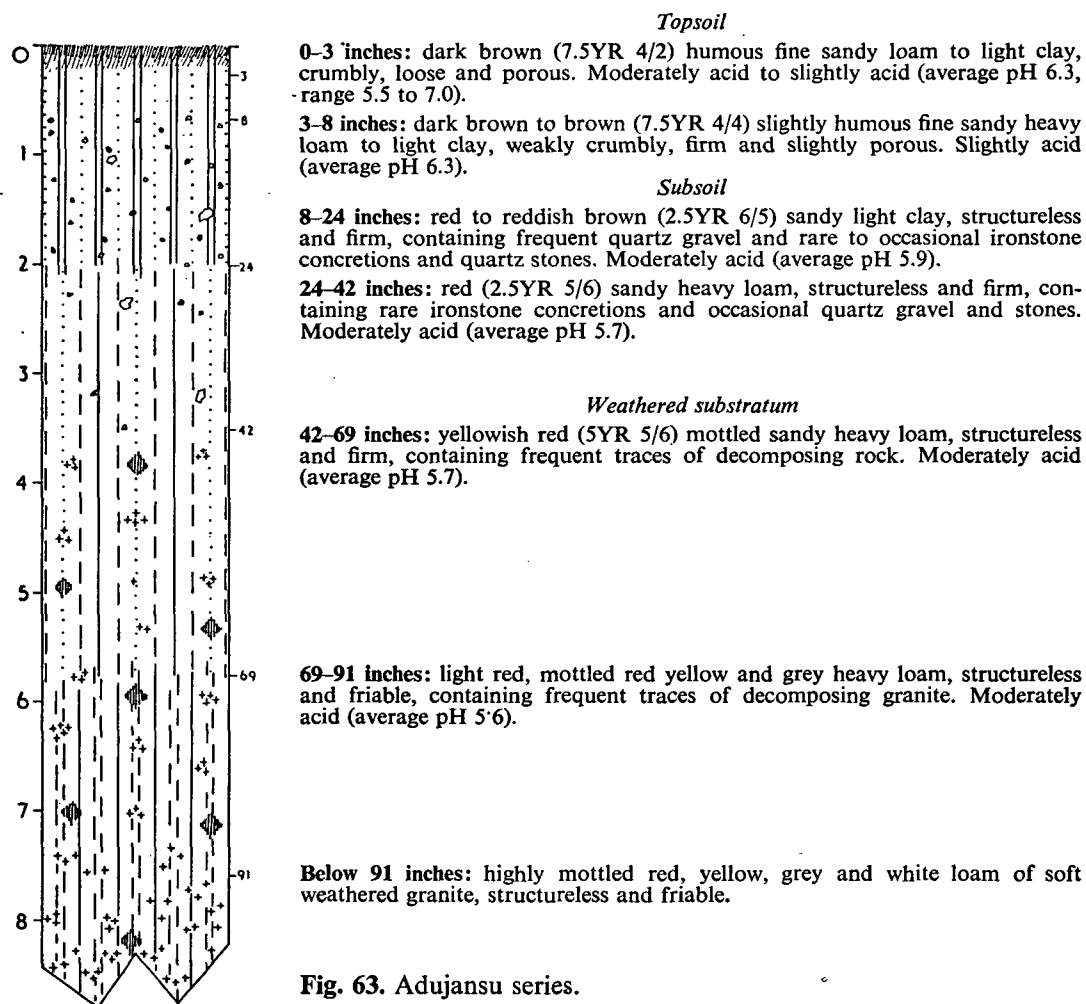 Topsoil
0–3 inches: dark brown (7.5YR 4/2) humous fine sandy loam to light clay,
crumbly, loose and porous. Moderately acid to slightly acid (average pH 6.3,
range 5.5 to 7.0).
3–8 inches: dark brown to brown (7.5YR 4/4) slightly humous fine sandy heavy
loam to light clay, weakly crumbly, firm and slightly porous. Slightly acid
(average pH 6.3).
Subsoil
8–24 inches: red to reddish brown (2.5YR 6/5) sandy light clay, structureless
and firm, containing frequent quartz gravel and rare to occasional ironstone
concretions and quartz stones. Moderately acid (average pH 5.9).
24–42 inches: red (2.5YR 5/6) sandy heavy loam, structureless and firm, con-
taining rare ironstone concretions and occasional quartz gravel and stones.
Moderately acid (average pH 5.7).
Weathered substratum
42–69 inches: yellowish red (5YR 5/6) mottled sandy heavy loam, structureless
and firm, containing frequent traces of decomposing rock. Moderately acid
(average pH 5.7).
69–91 inches: light red, mottled red yellow and grey heavy loam, structureless
and friable, containing frequent traces of decomposing granite. Moderately
acid (average pH 5·6).
Below 91 inches: highly mottled red, yellow, grey and white loam of soft
weathered granite, structureless and friable.
Fig. 63. Adujansu series.
O
1
2
3
4
5
6
7
8
3
8
24
42
69
91